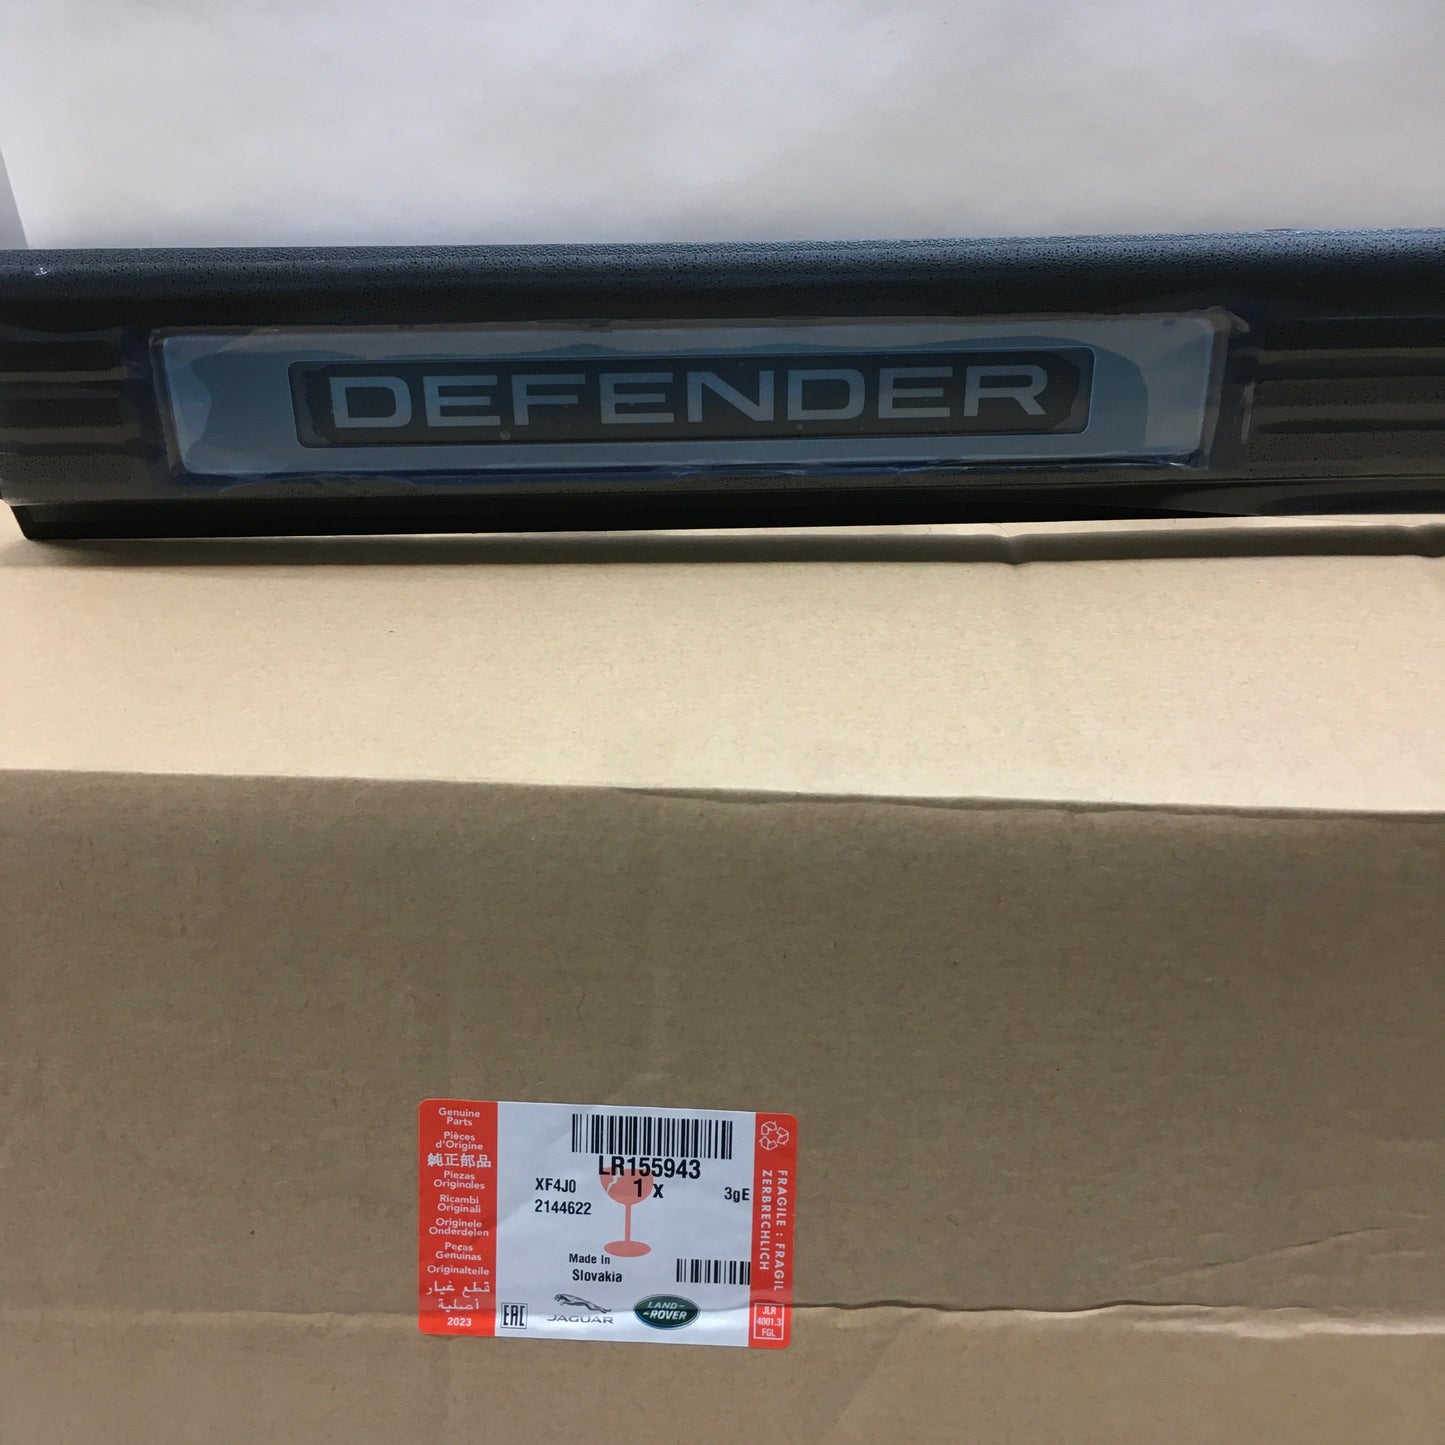 DEFENDER
Genuine
Parts
Pièces
d'Origine
純正部品
Piezas
Originales
Ricambi
Originali
Originele
Onderdelen
Peças
Genuínas
Originalteile
قطع غيار
أصلية
2023
LR155943
1 x
XF4J0
3gE
2144622
Made In
Slovakia
EAC
JAGUAR
LAND-
-ROVER
FRAGILE : FRAGIL
ZERBRECHLICH
JLR
4001.3
FGL